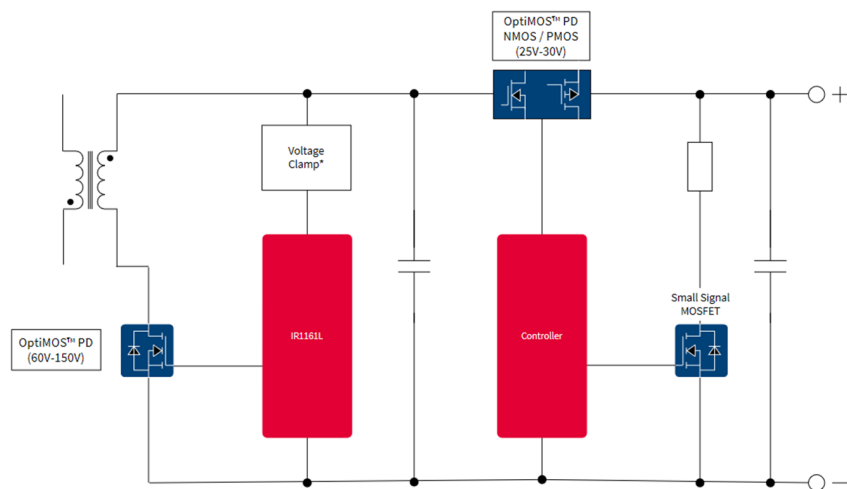 OptiMOS™ PD
NMOS / PMOS
(25V-30V)
+
Voltage
Clamp*
Small Signal
MOSFET
OptiMOS™ PD
(60V-150V)
IR1161L
Controller
−